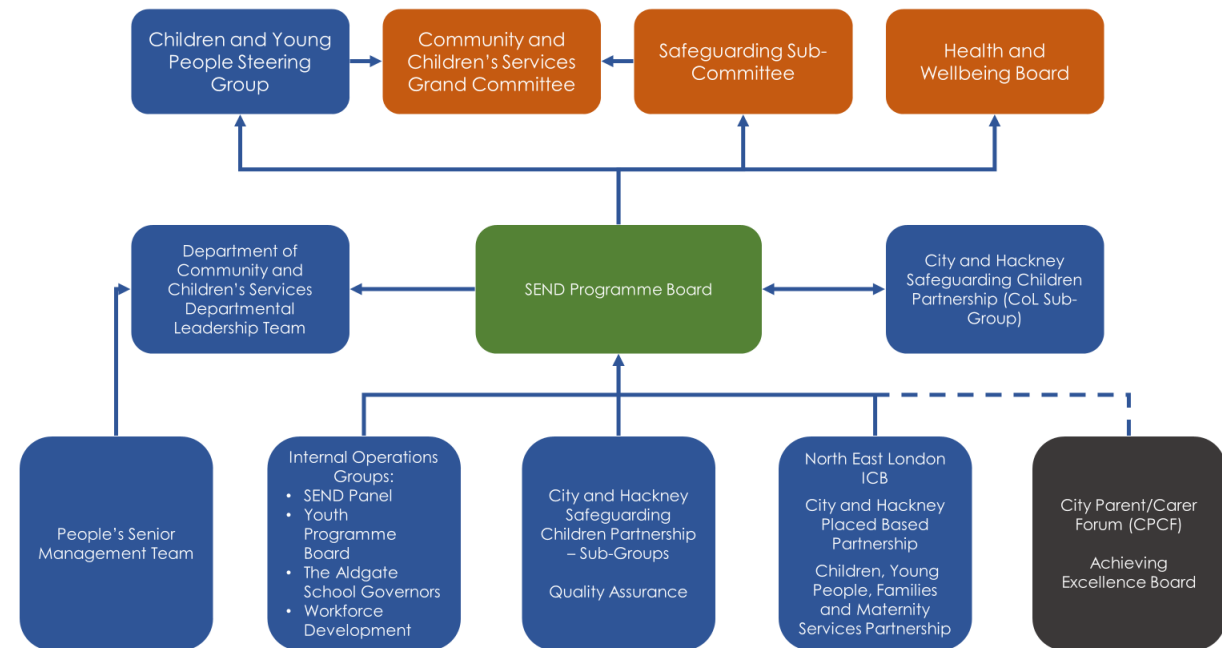 Children and Young
People Steering
Group
Community and
Children's Services
Grand Committee
Safeguarding Sub-
Committee
Health and
Wellbeing Board
Department of
Community and
Children's Services
Departmental
Leadership Team
SEND Programme Board
City and Hackney
Safeguarding Children
Partnership (CoL Sub-
Group)
People's Senior
Management Team
Internal Operations
Groups:
• SEND Panel
• Youth
Programme
Board
• The Aldgate
School Governors
• Workforce
Development
City and Hackney
Safeguarding
Children Partnership
– Sub-Groups
Quality Assurance
North East London
ICB
City and Hackney
Placed Based
Partnership
Children, Young
People, Families
and Maternity
Services Partnership
City Parent/Carer
Forum (CPCF)
Achieving
Excellence Board